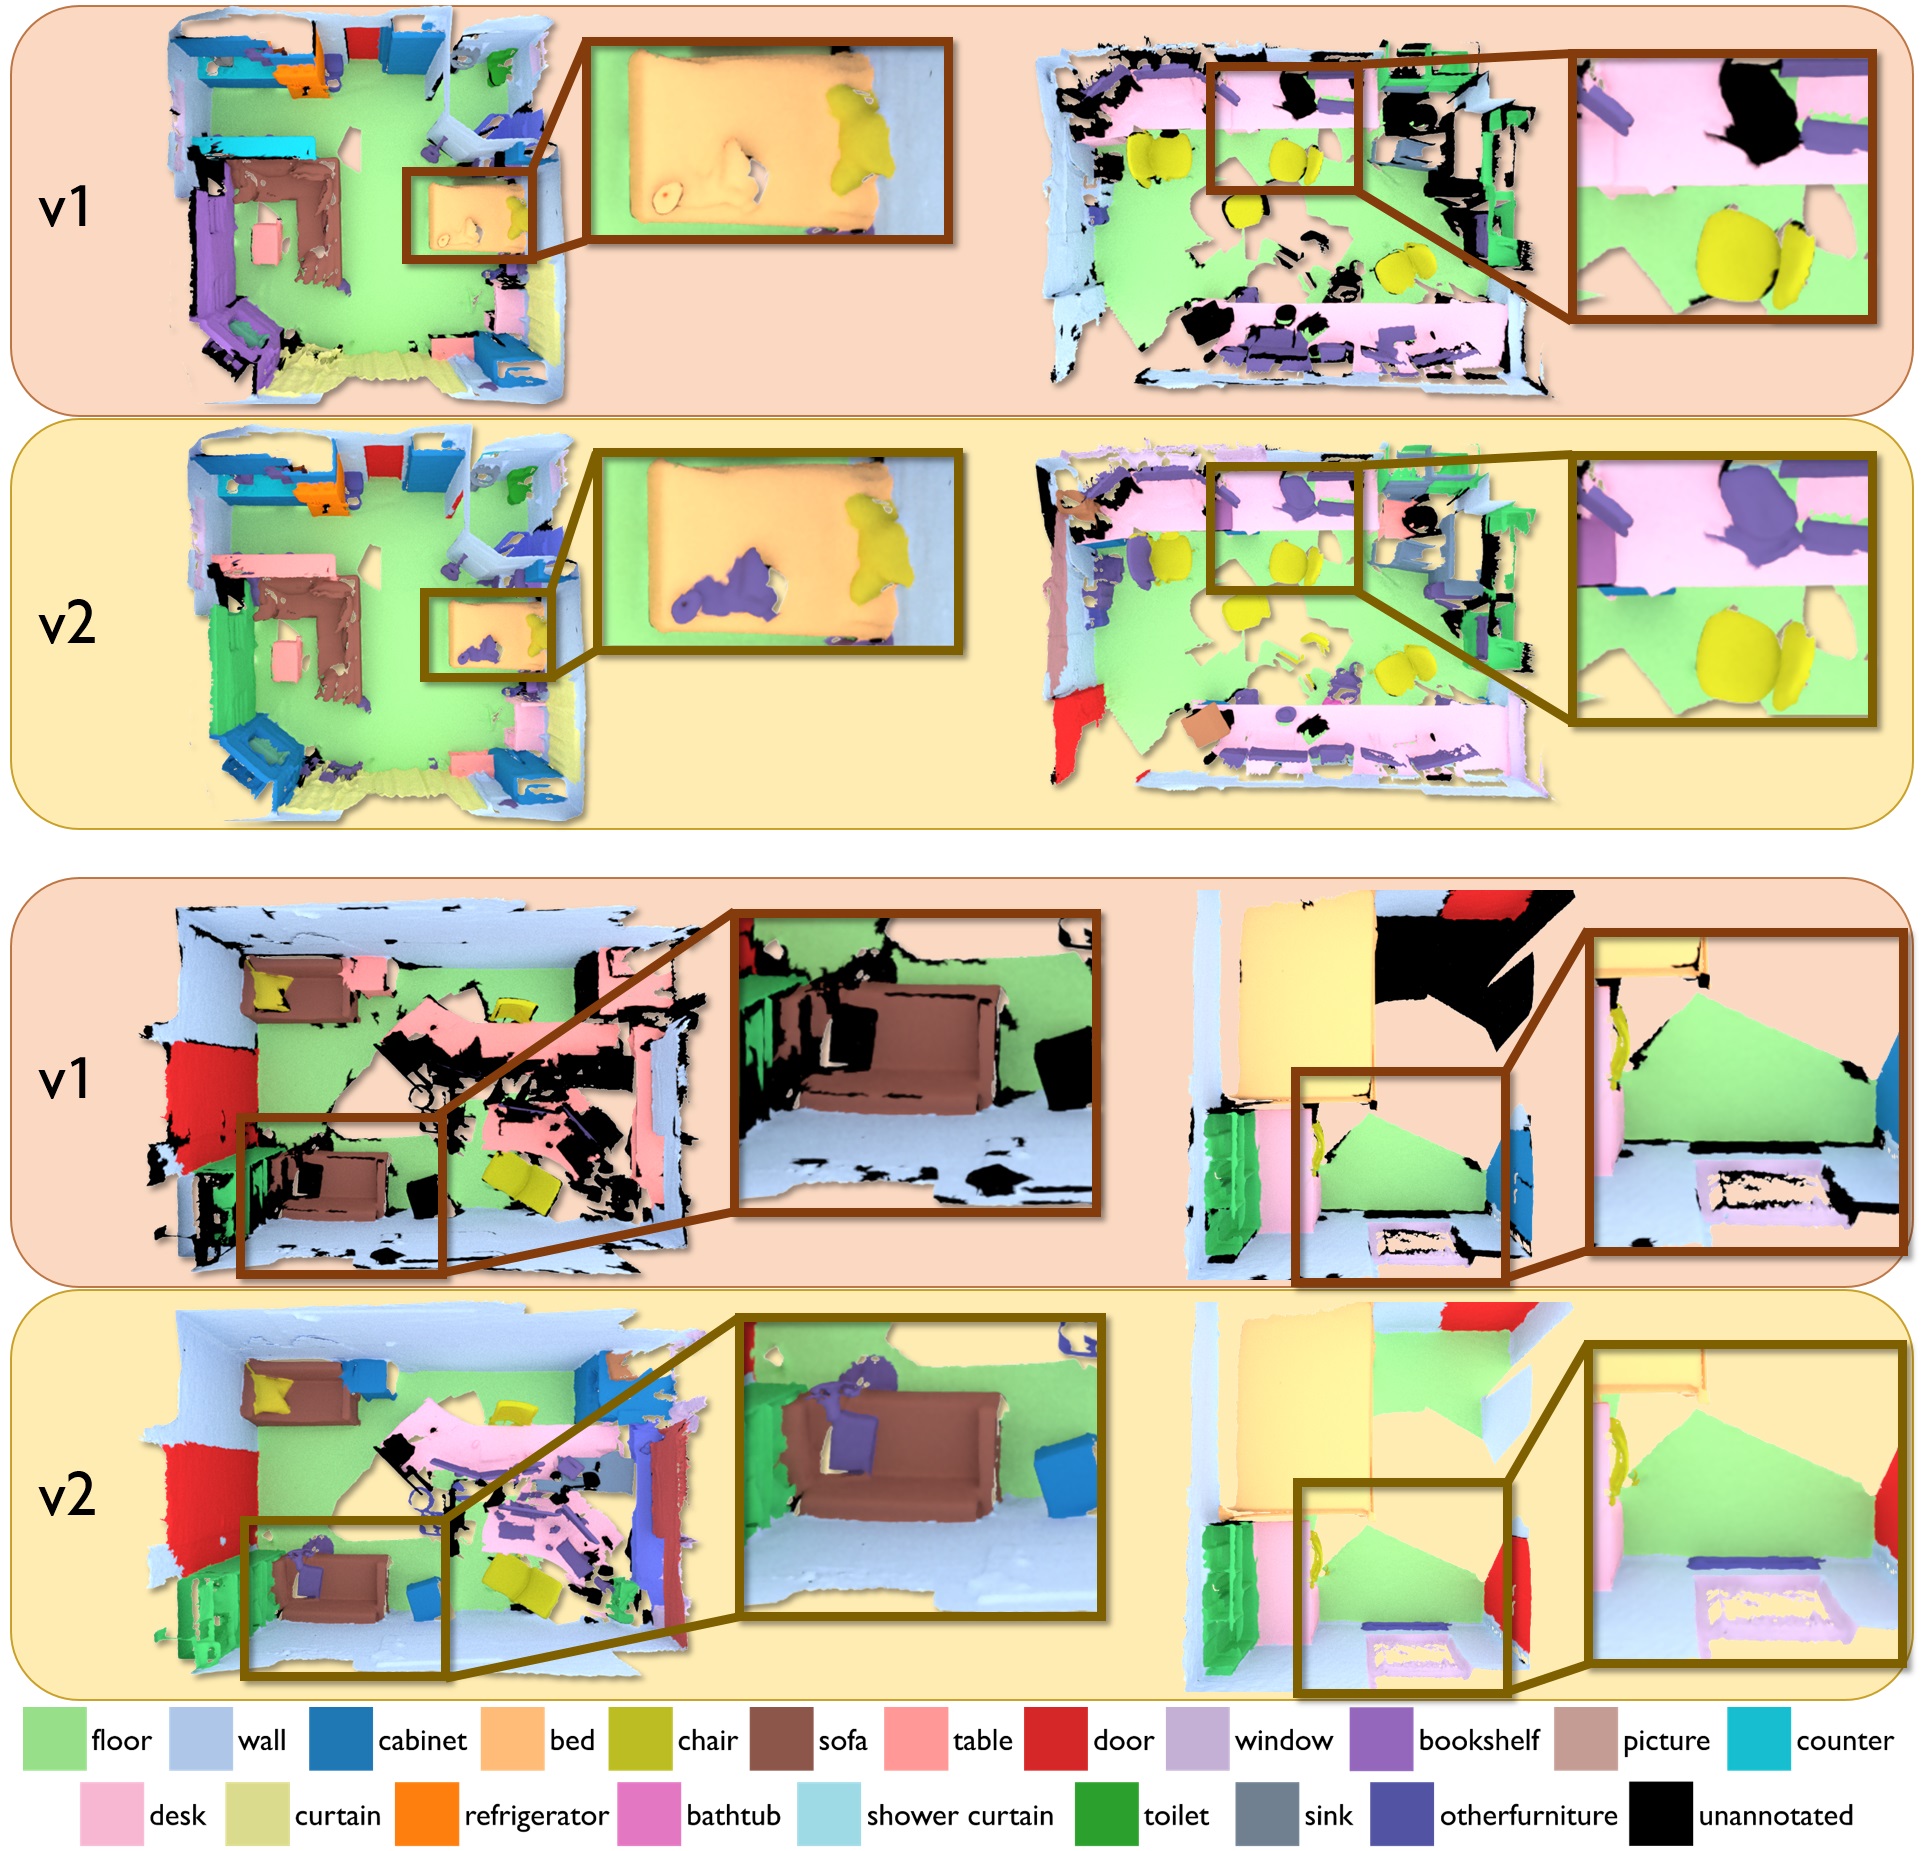 v1
v2
v1
v2
floor wall cabinet bed chair sofa table door window bookshelf picture counter
desk curtain refrigerator bathtub shower curtain toilet sink otherfurniture unannotated